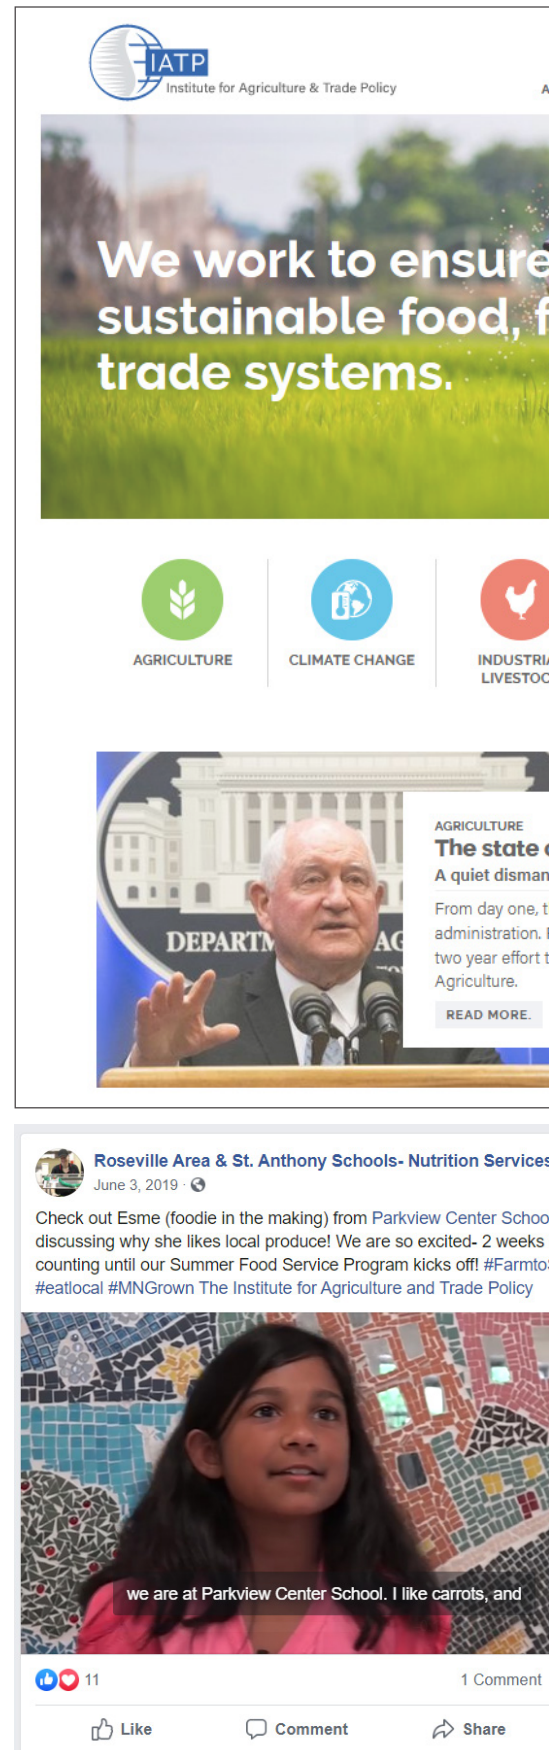 IATP
Institute for Agriculture & Trade Policy
A
We work to ensure
sustainable food, f
trade systems.
AGRICULTURE
CLIMATE CHANGE
INDUSTRIA
LIVESTOC
DEPARTM
AG
AGRICULTURE
The state o
A quiet disman
From day one, t
administration. H
two year effort t
Agriculture.
READ MORE.
Roseville Area & St. Anthony Schools- Nutrition Services
June 3, 2019 ·
Check out Esme (foodie in the making) from Parkview Center Schoo
discussing why she likes local produce! We are so excited- 2 weeks
counting until our Summer Food Service Program kicks off! #FarmtoS
#eatlocal #MNGrown The Institute for Agriculture and Trade Policy
we are at Parkview Center School. I like carrots, and
11
1 Comment
Like
Comment
Share